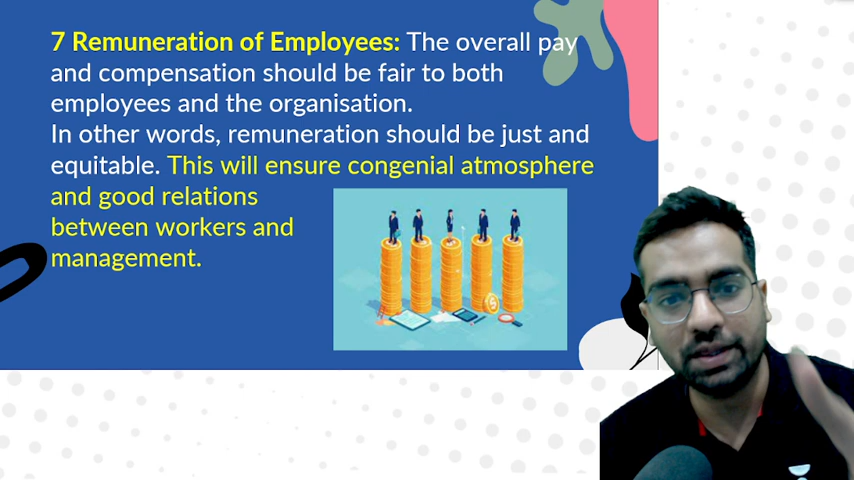 7 Remuneration of Employees: The overall pay
and compensation should be fair to both
employees and the organisation.
In other words, remuneration should be just and
equitable. This will ensure congenial atmosphere
and good relations
between workers and
management.